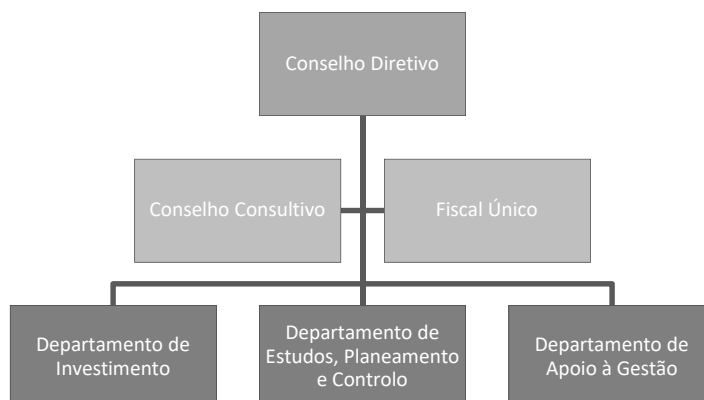 Conselho Diretivo
Conselho Consultivo
Fiscal Único
Departamento de
Investimento
Departamento de
Estudos, Planeamento
e Controlo
Departamento de
Apoio à Gestão